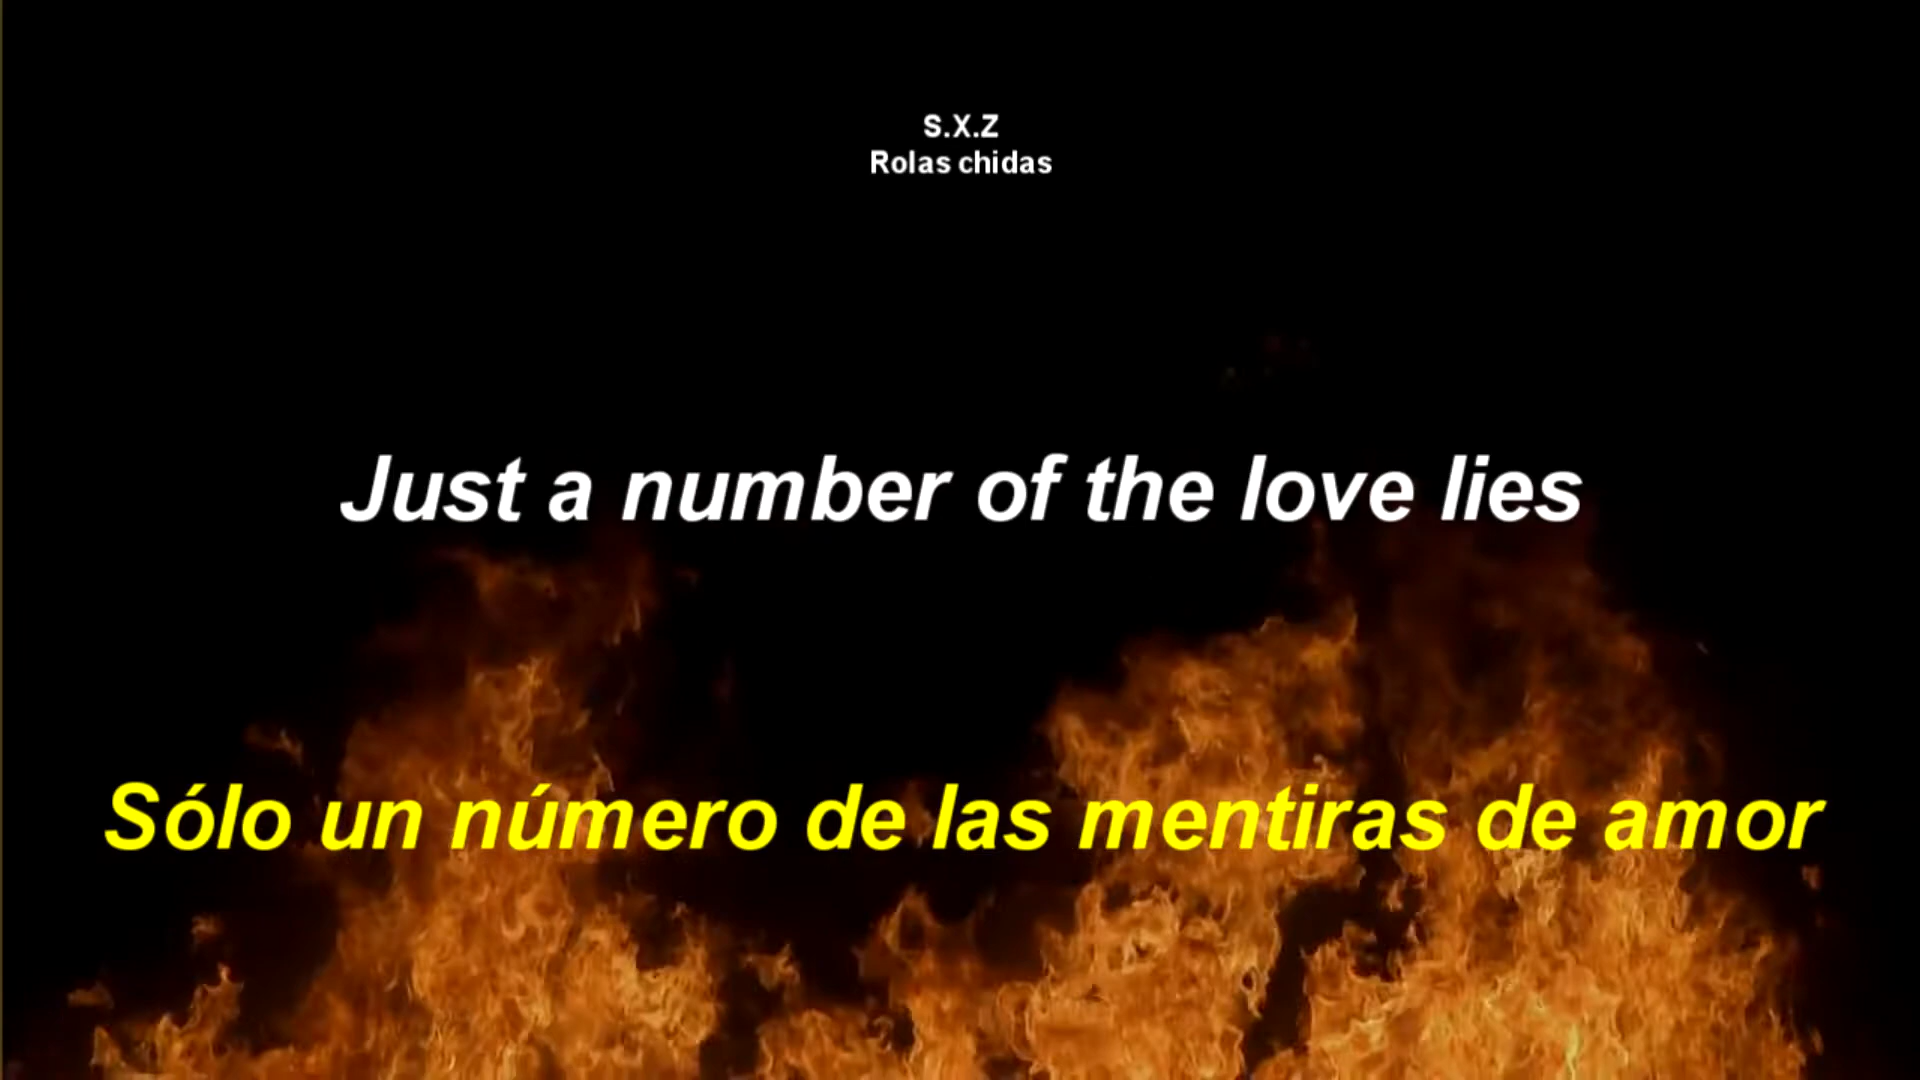 S.X.Z
Rolas chidas
Just a number of the love lies
Sólo un número de las mentiras de amor